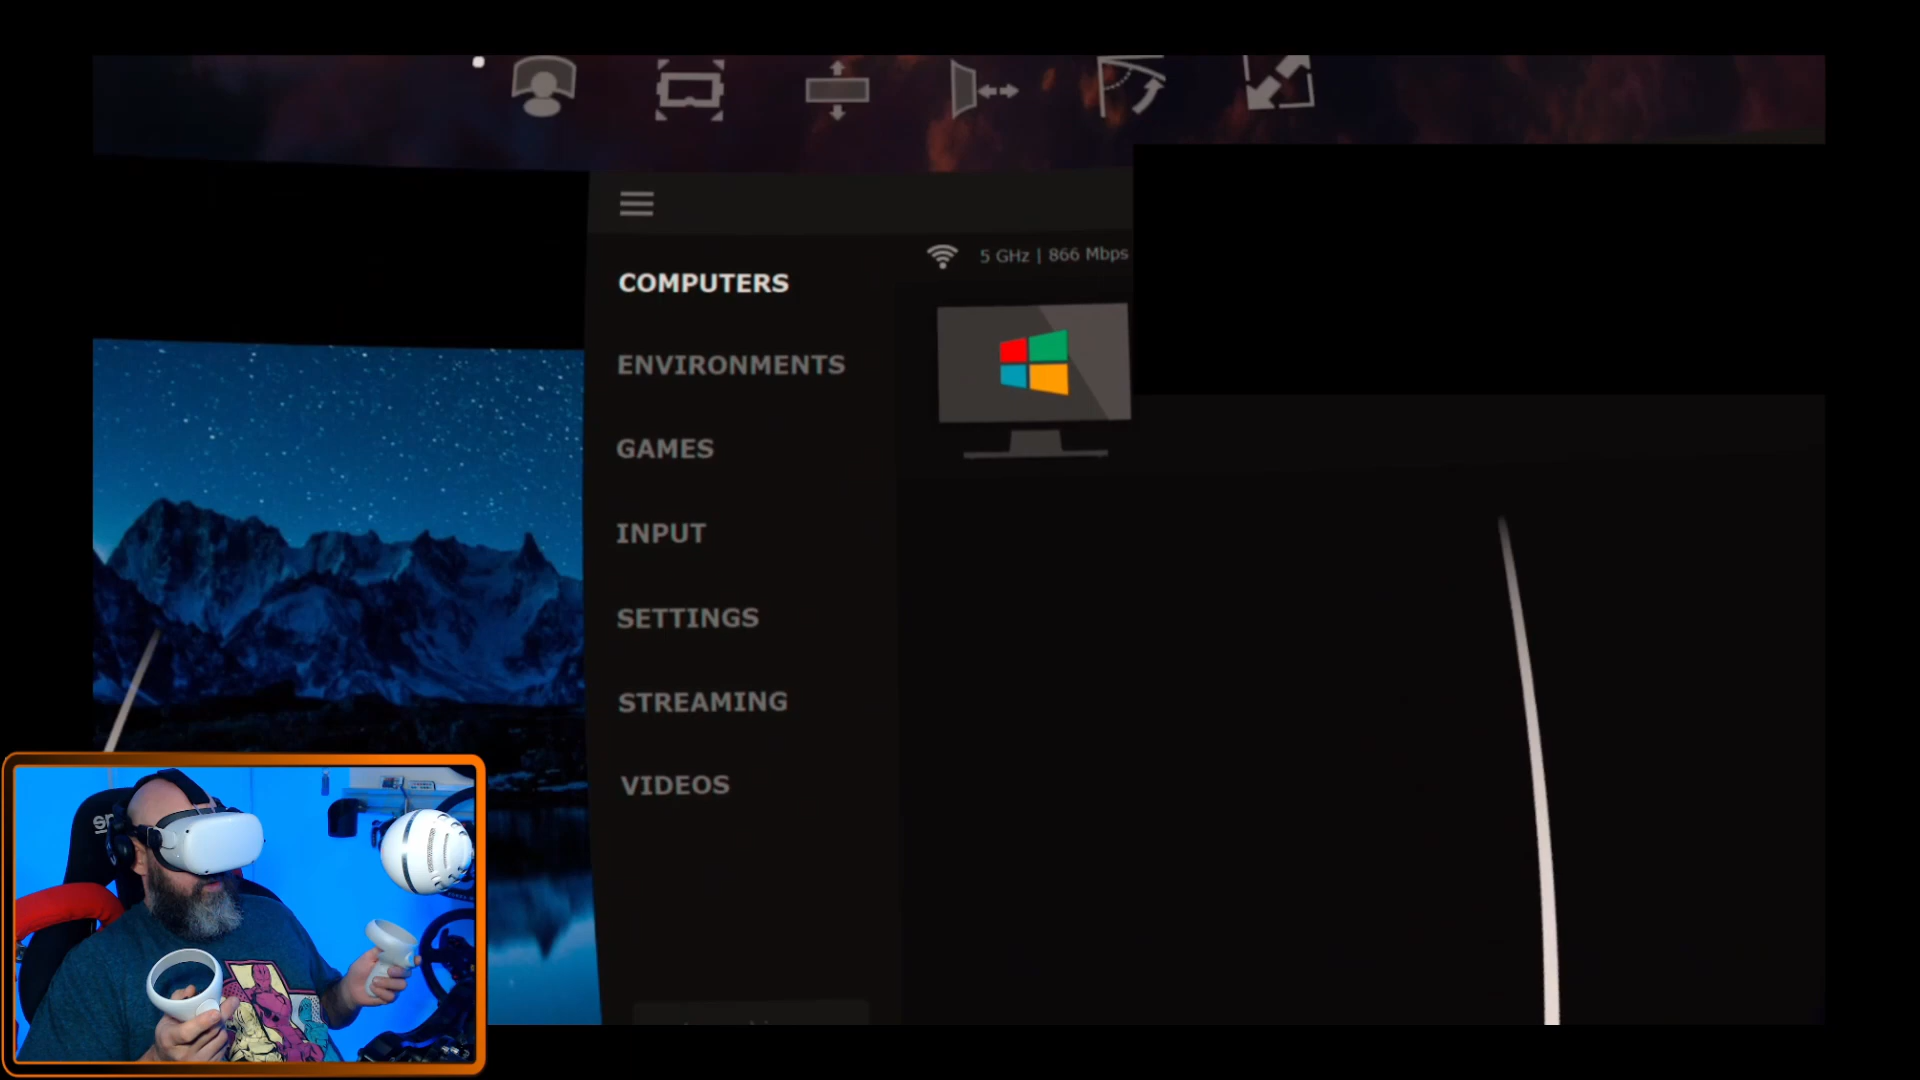 5 GHz | 866 Mbps
COMPUTERS
ENVIRONMENTS
GAMES
INPUT
SETTINGS
STREAMING
VIDEOS